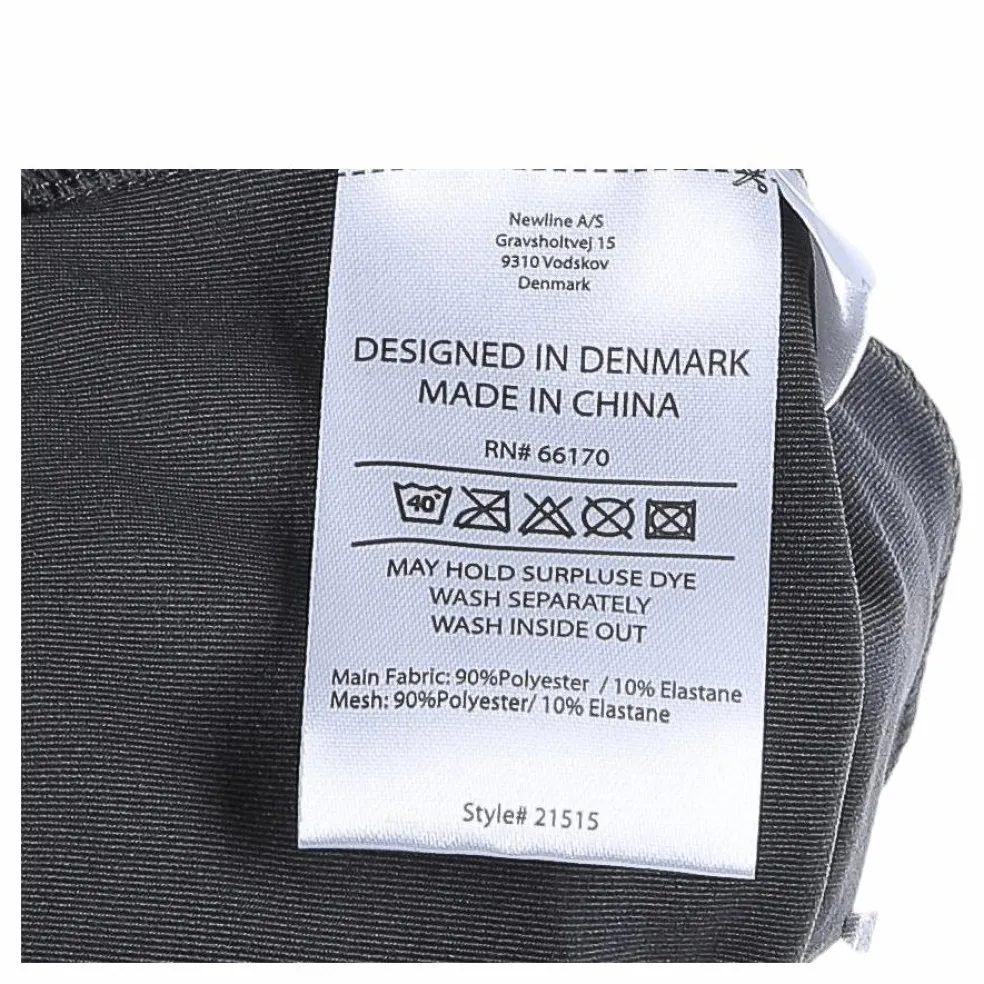 Newline A/S
Gravsholtvej 15
9310 Vodskov
Denmark
DESIGNED IN DENMARK
MADE IN CHINA
RN# 66170
40°
MAY HOLD SURPLUSE DYE
WASH SEPARATELY
WASH INSIDE OUT
Main Fabric: 90%Polyester / 10% Elastane
Mesh: 90%Polyester/ 10% Elastane
Style# 21515